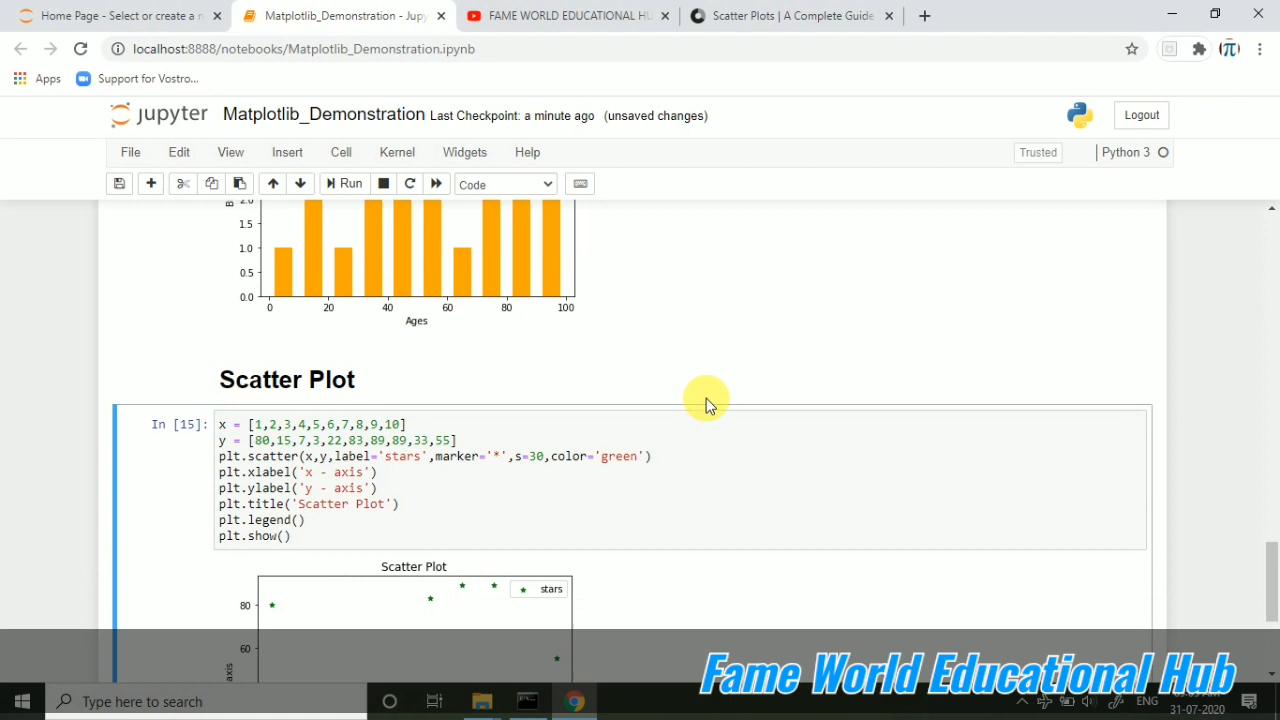 Home Page - Select or create a n
Matplotlib_Demonstration - Jup
FAME WORLD EDUCATIONAL HU
Scatter Plots | A Complete Guide
localhost:8888/notebooks/Matplotlib_Demonstration.ipynb
Apps
Support for Vostro...
jupyter
Matplotlib_Demonstration Last Checkpoint: a minute ago (unsaved changes)
Logout
File Edit View Insert Cell Kernel Widgets Help
Trusted
Python 3
Run
Code
2.0
1.5
1.0
0.5
0.0
0 20 40 60 80 100
Ages
Scatter Plot
In [15]:
x = [1,2,3,4,5,6,7,8,9,10]
y = [80,15,7,3,22,83,89,89,33,55]
plt.scatter(x,y,label='stars',marker='*',s=30,color='green')
plt.xlabel('x - axis')
plt.ylabel('y - axis')
plt.title('Scatter Plot')
plt.legend()
plt.show()
Scatter Plot
stars
80
60
axis
Fame World Educational Hub
Type here to search
ENG
31-07-2020